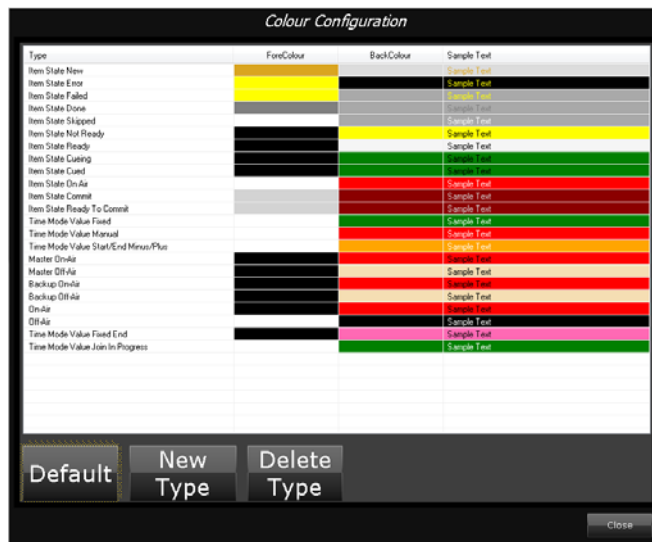 Colour Configuration
Type ForeColour BackColour Sample Text
Item State New Sample Text
Item State Error Sample Text
Item State Failed Sample Text
Item State Done Sample Text
Item State Skipped Sample Text
Item State Not Ready Sample Text
Item State Ready Sample Text
Item State Cueing Sample Text
Item State Cued Sample Text
Item State On Air Sample Text
Item State Commit Sample Text
Item State Ready To Commit Sample Text
Time Mode Value Fixed Sample Text
Time Mode Value Manual Sample Text
Time Mode Value Start/End Minus/Plus Sample Text
Master On-Air Sample Text
Master Off-Air Sample Text
Backup On-Air Sample Text
Backup Off-Air Sample Text
On-Air Sample Text
Off-Air Sample Text
Time Mode Value Fixed End Sample Text
Time Mode Value Join In Progress Sample Text
Default
New Type
Delete Type
Close